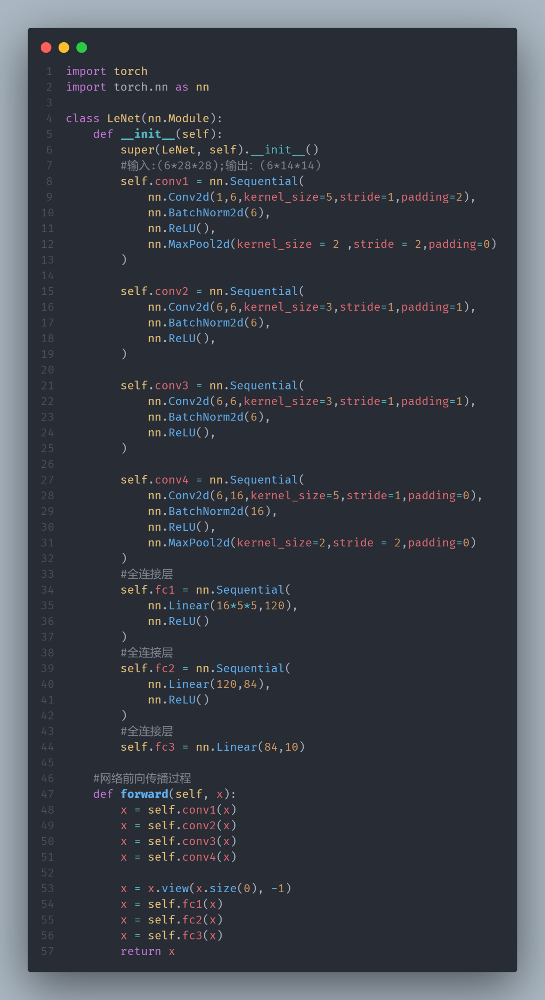 1 import torch
2 import torch.nn as nn
3
4 class LeNet(nn.Module):
5     def __init__(self):
6         super(LeNet, self).__init__()
7         #输入:(6*28*28);输出：(6*14*14)
8         self.conv1 = nn.Sequential(
9             nn.Conv2d(1,6,kernel_size=5,stride=1,padding=2),
10             nn.BatchNorm2d(6),
11             nn.ReLU(),
12             nn.MaxPool2d(kernel_size = 2 ,stride = 2,padding=0)
13         )
14
15         self.conv2 = nn.Sequential(
16             nn.Conv2d(6,6,kernel_size=3,stride=1,padding=1),
17             nn.BatchNorm2d(6),
18             nn.ReLU(),
19         )
20
21         self.conv3 = nn.Sequential(
22             nn.Conv2d(6,6,kernel_size=3,stride=1,padding=1),
23             nn.BatchNorm2d(6),
24             nn.ReLU(),
25         )
26
27         self.conv4 = nn.Sequential(
28             nn.Conv2d(6,16,kernel_size=5,stride=1,padding=0),
29             nn.BatchNorm2d(16),
30             nn.ReLU(),
31             nn.MaxPool2d(kernel_size=2,stride = 2,padding=0)
32         )
33         #全连接层
34         self.fc1 = nn.Sequential(
35             nn.Linear(16*5*5,120),
36             nn.ReLU()
37         )
38         #全连接层
39         self.fc2 = nn.Sequential(
40             nn.Linear(120,84),
41             nn.ReLU()
42         )
43         #全连接层
44         self.fc3 = nn.Linear(84,10)
45
46     #网络前向传播过程
47     def forward(self, x):
48         x = self.conv1(x)
49         x = self.conv2(x)
50         x = self.conv3(x)
51         x = self.conv4(x)
52
53         x = x.view(x.size(0), -1)
54         x = self.fc1(x)
55         x = self.fc2(x)
56         x = self.fc3(x)
57         return x